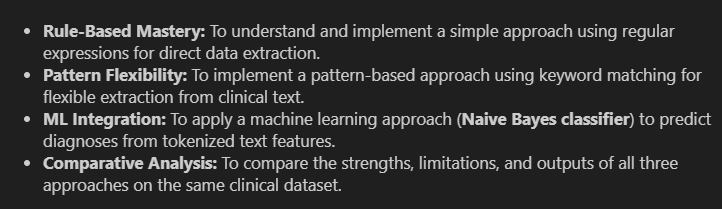 • Rule-Based Mastery: To understand and implement a simple approach using regular
expressions for direct data extraction.
• Pattern Flexibility: To implement a pattern-based approach using keyword matching for
flexible extraction from clinical text.
• ML Integration: To apply a machine learning approach (Naive Bayes classifier) to predict
diagnoses from tokenized text features.
• Comparative Analysis: To compare the strengths, limitations, and outputs of all three
approaches on the same clinical dataset.